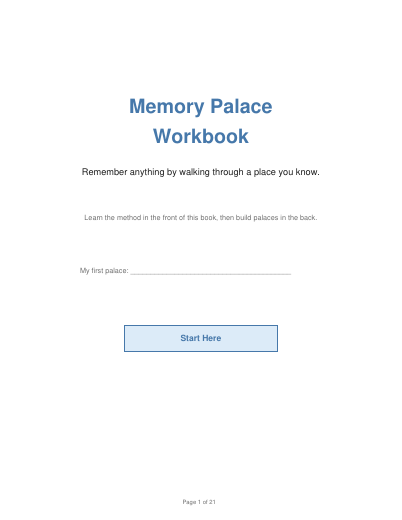 Memory Palace
Workbook
Remember anything by walking through a place you know.
Learn the method in the front of this book, then build palaces in the back.
My first palace: ________________________________________
Start Here
Page 1 of 21